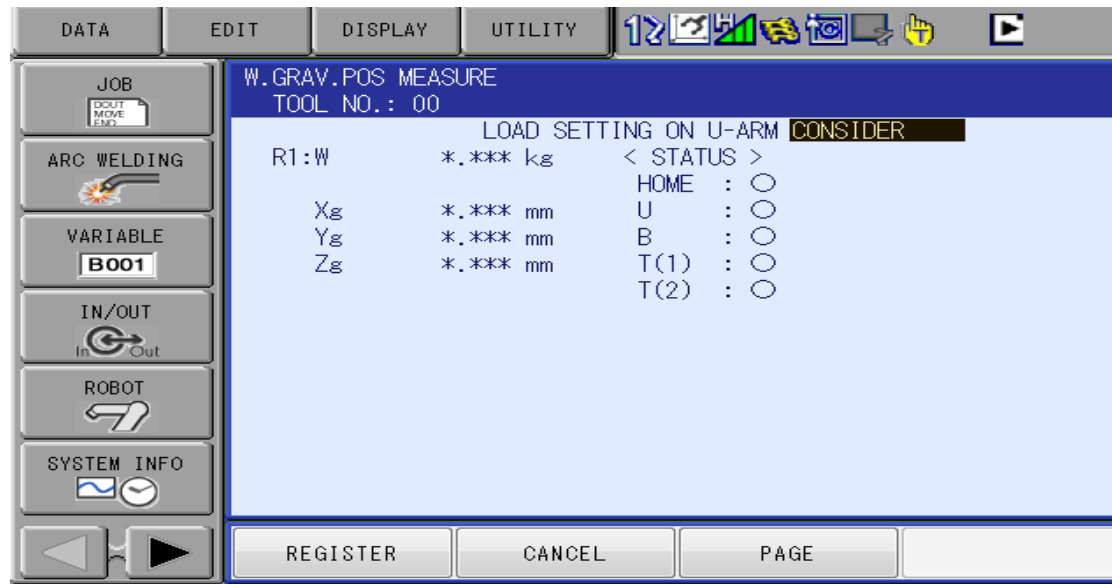 DATA EDIT DISPLAY UTILITY 12
JOB
DOUT
MOVE
END
ARC WELDING
VARIABLE
B001
IN/OUT
In Out
ROBOT
SYSTEM INFO
W.GRAV.POS MEASURE
TOOL NO.: 00
LOAD SETTING ON U-ARM CONSIDER
R1:W *.*** kg < STATUS >
HOME : ○
Xg *.*** mm U : ○
Yg *.*** mm B : ○
Zg *.*** mm T(1) : ○
T(2) : ○
REGISTER CANCEL PAGE